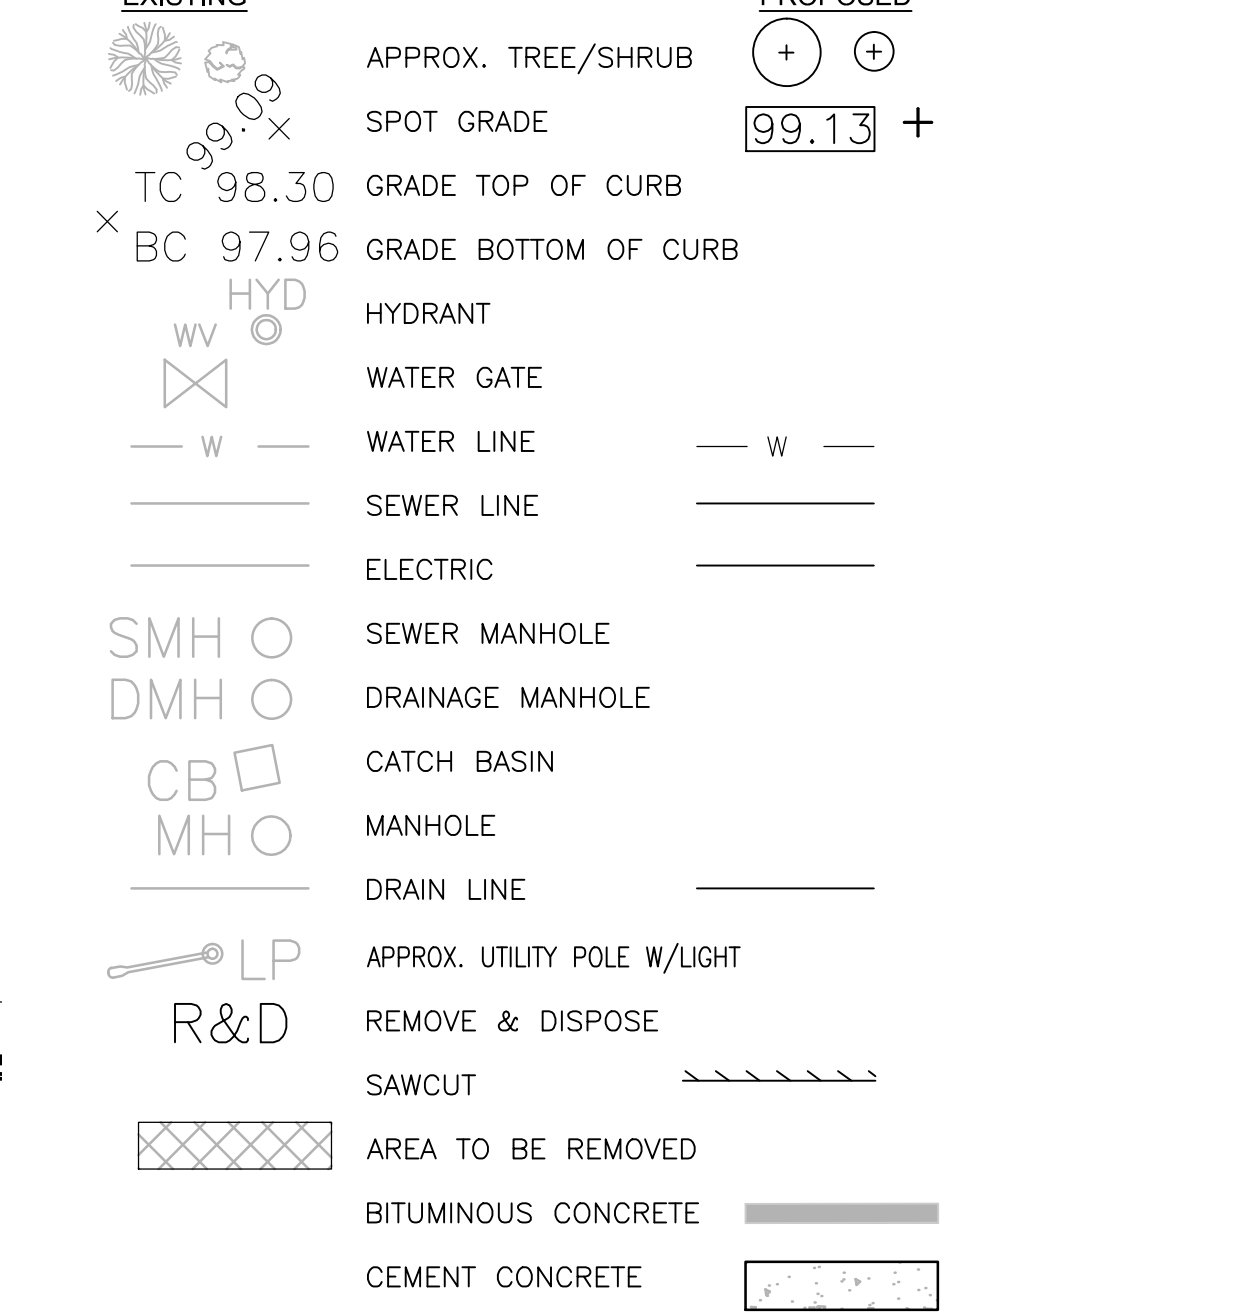 EXISTING PROPOSED
APPROX. TREE/SHRUB
99.09 SPOT GRADE 99.13
TC 98.30 GRADE TOP OF CURB
BC 97.96 GRADE BOTTOM OF CURB
HYD HYDRANT
WV
WATER GATE
W WATER LINE W
SEWER LINE
ELECTRIC
SMH SEWER MANHOLE
DMH DRAINAGE MANHOLE
CB CATCH BASIN
MH MANHOLE
DRAIN LINE
LP APPROX. UTILITY POLE W/LIGHT
R&D REMOVE & DISPOSE
SAWCUT
AREA TO BE REMOVED
BITUMINOUS CONCRETE
CEMENT CONCRETE